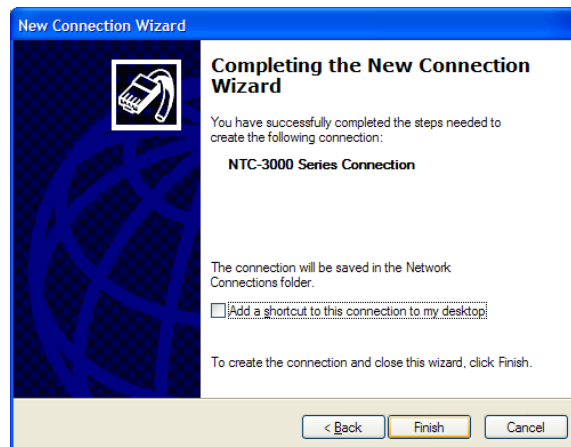 New Connection Wizard
Completing the New Connection
Wizard
You have successfully completed the steps needed to
create the following connection:
NTC-3000 Series Connection
The connection will be saved in the Network
Connections folder.
Add a shortcut to this connection to my desktop
To create the connection and close this wizard, click Finish.
< Back Finish Cancel